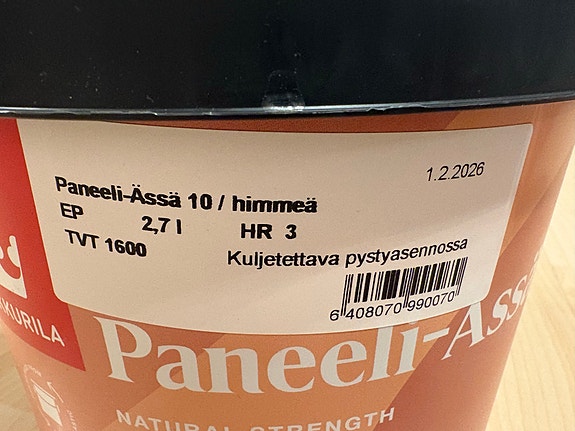 1.2.2026
Paneeli-Ässä 10 / himmeä
EP 2,7 l HR 3
TVT 1600
Kuljetettava pystyasennossa
6 408070 990070
KURILA
Paneeli-Ässä
NATURAL STRENGTH